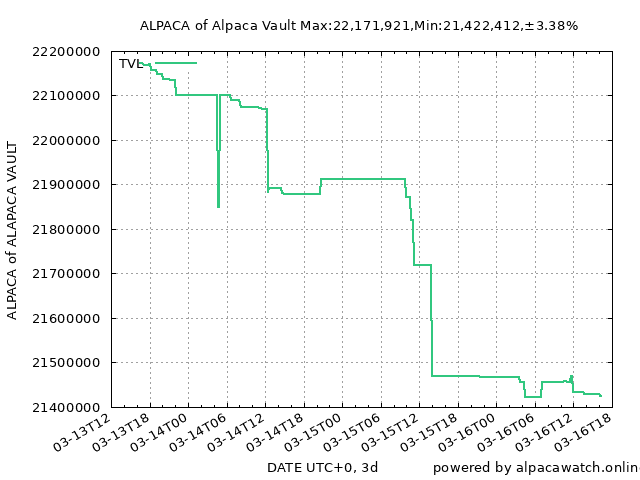 ALPACA of Alpaca Vault Max:22,171,921,Min:21,422,412,±3.38%
TVL
22200000
22100000
22000000
21900000
21800000
21700000
21600000
21500000
21400000
ALPACA of ALAPACA VAULT
03-13T12
03-13T18
03-14T00
03-14T06
03-14T12
03-14T18
03-15T00
03-15T06
03-15T12
03-15T18
03-16T00
03-16T06
03-16T12
03-16T18
DATE UTC+0, 3d
powered by alpacawatch.onlin